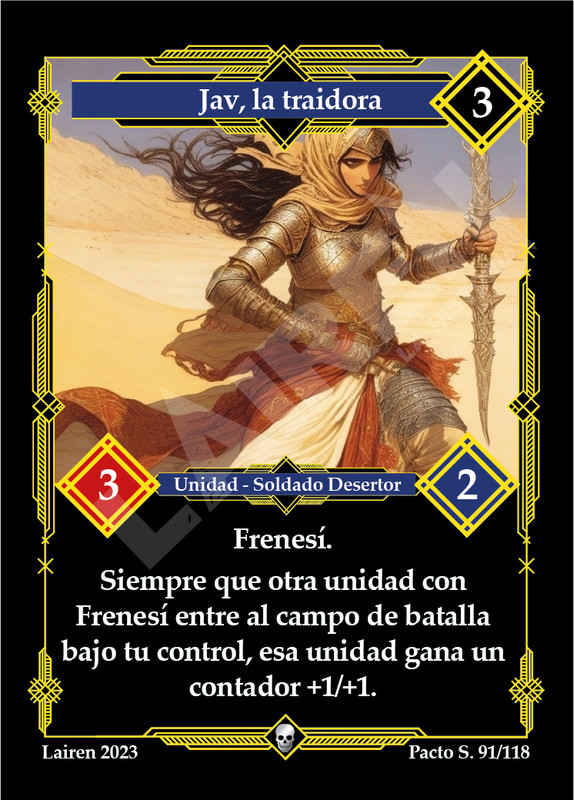 Jav, la traidora
3
3
Unidad - Soldado Desertor
2
Frenesí.
Siempre que otra unidad con
Frenesí entre al campo de batalla
bajo tu control, esa unidad gana un
contador +1/+1.
Lairen 2023
Pacto S. 91/118